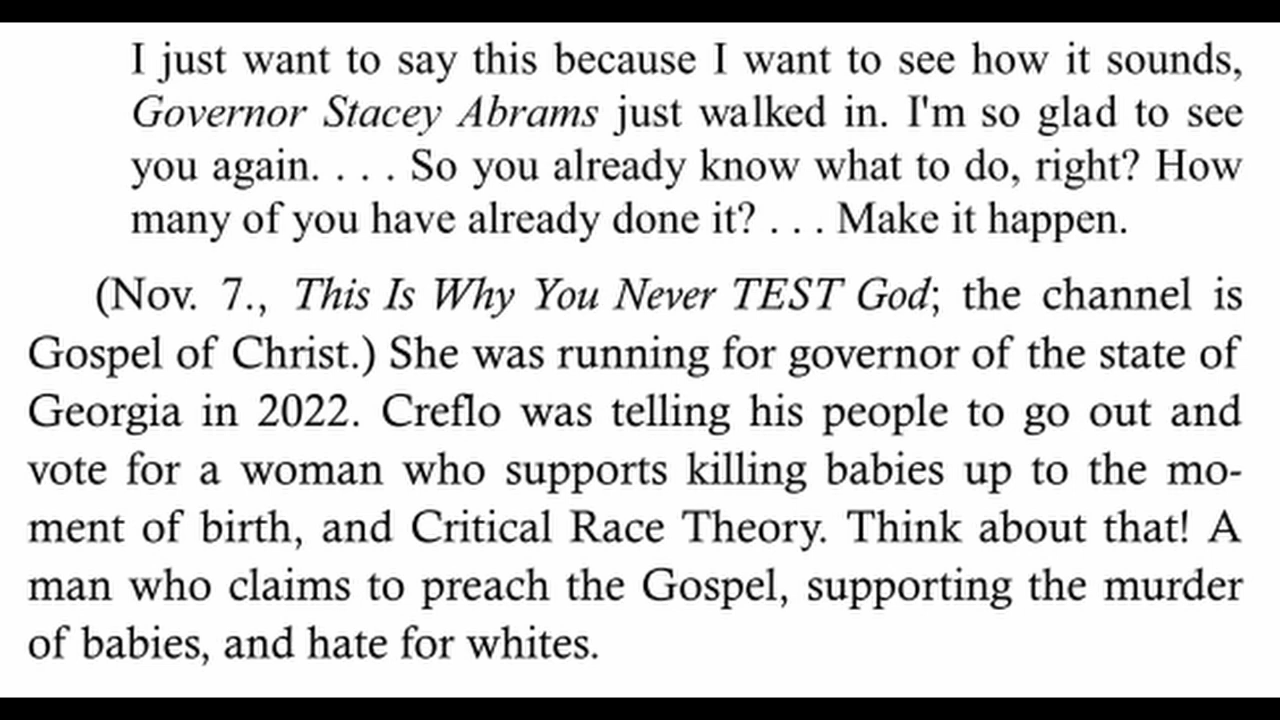 I just want to say this because I want to see how it sounds,
Governor Stacey Abrams just walked in. I'm so glad to see
you again. . . . So you already know what to do, right? How
many of you have already done it? . . . Make it happen.
(Nov. 7., This Is Why You Never TEST God; the channel is
Gospel of Christ.) She was running for governor of the state of
Georgia in 2022. Creflo was telling his people to go out and
vote for a woman who supports killing babies up to the mo-
ment of birth, and Critical Race Theory. Think about that! A
man who claims to preach the Gospel, supporting the murder
of babies, and hate for whites.